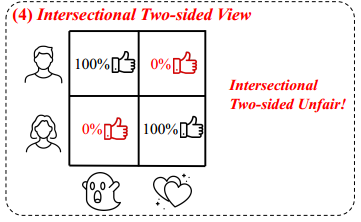 (4) Intersectional Two-sided View
100% 0%
Intersectional
Two-sided Unfair!
0% 100%